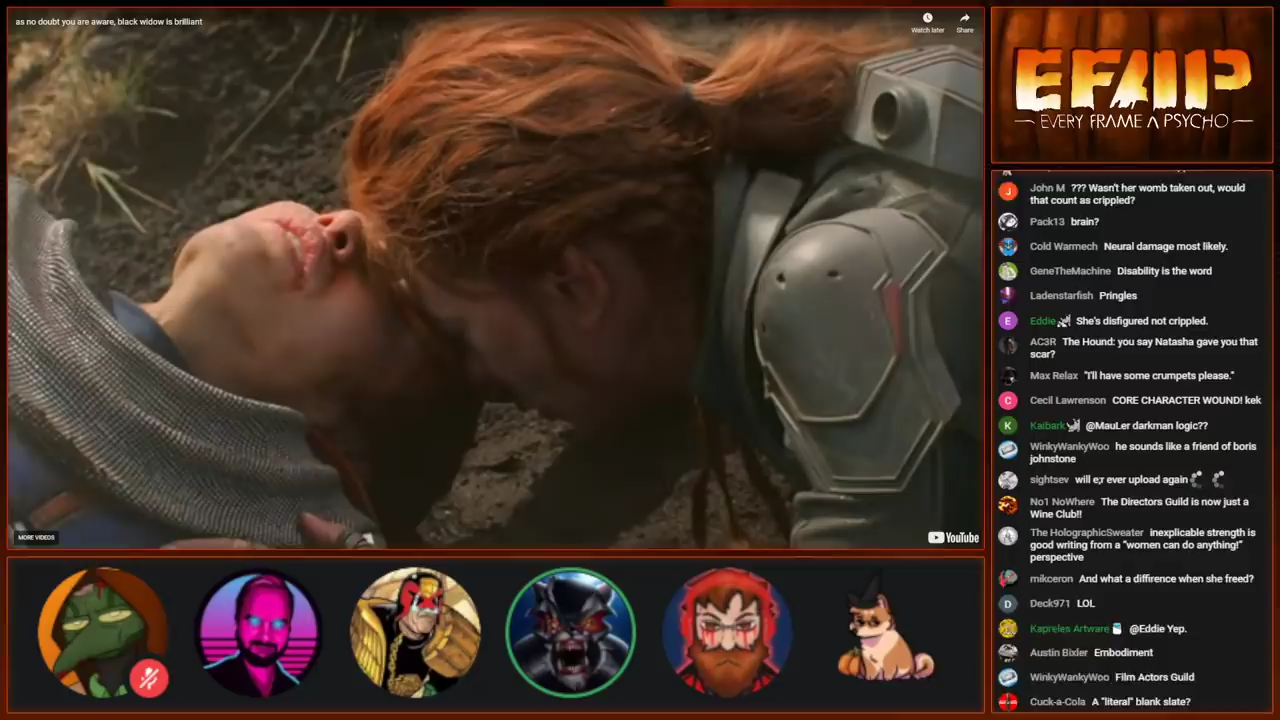 as no doubt you are aware, black widow is brilliant
Watch later
Share
MORE VIDEOS
YouTube
EFAP
EVERY FRAME A PSYCHO
John M ??? Wasn't her womb taken out, would
that count as crippled?
Pack13 brain?
Cold Warmech Neural damage most likely.
GeneTheMachine Disability is the word
Ladenstarfish Pringles
Eddie She's disfigured not crippled.
AC3R The Hound: you say Natasha gave you that
scar?
Max Relax "I'll have some crumpets please."
Cecil Lawrenson CORE CHARACTER WOUND! kek
Kaibark @MauLer darkman logic??
WinkyWankyWoo he sounds like a friend of boris
johnstone
sightsev will e;r ever upload again
No1 NoWhere The Directors Guild is now just a
Wine Club!!
The HolographicSweater inexplicable strength is
good writing from a "women can do anything!"
perspective
mikceron And what a difference when she freed?
Deck971 LOL
Kapreles Artware @Eddie Yep.
Austin Bixler Embodiment
WinkyWankyWoo Film Actors Guild
Cuck-a-Cola A "literal" blank slate?